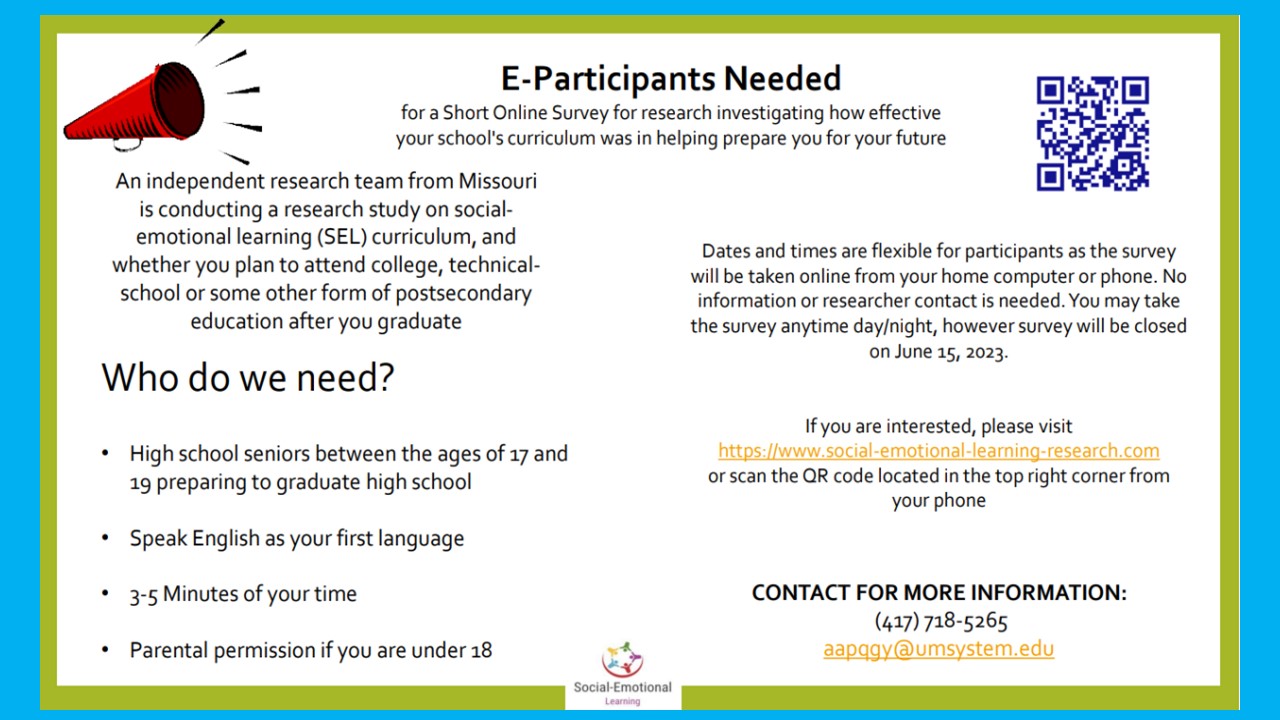 E-Participants Needed
for a Short Online Survey for research investigating how effective
your school's curriculum was in helping prepare you for your future
An independent research team from Missouri
is conducting a research study on social-
emotional learning (SEL) curriculum, and
whether you plan to attend college, technical-
school or some other form of postsecondary
education after you graduate
Who do we need?
• High school seniors between the ages of 17 and
19 preparing to graduate high school
• Speak English as your first language
• 3-5 Minutes of your time
• Parental permission if you are under 18
Dates and times are flexible for participants as the survey
will be taken online from your home computer or phone. No
information or researcher contact is needed. You may take
the survey anytime day/night, however survey will be closed
on June 15, 2023.
If you are interested, please visit
https://www.social-emotional-learning-research.com
or scan the QR code located in the top right corner from
your phone
CONTACT FOR MORE INFORMATION:
(417) 718-5265
aapqgy@umsystem.edu
Social-Emotional
Learning